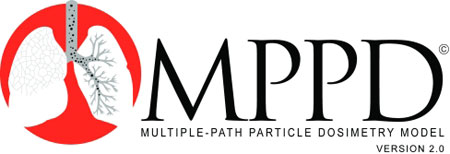 MPPD©
MULTIPLE-PATH PARTICLE DOSIMETRY MODEL
VERSION 2.0